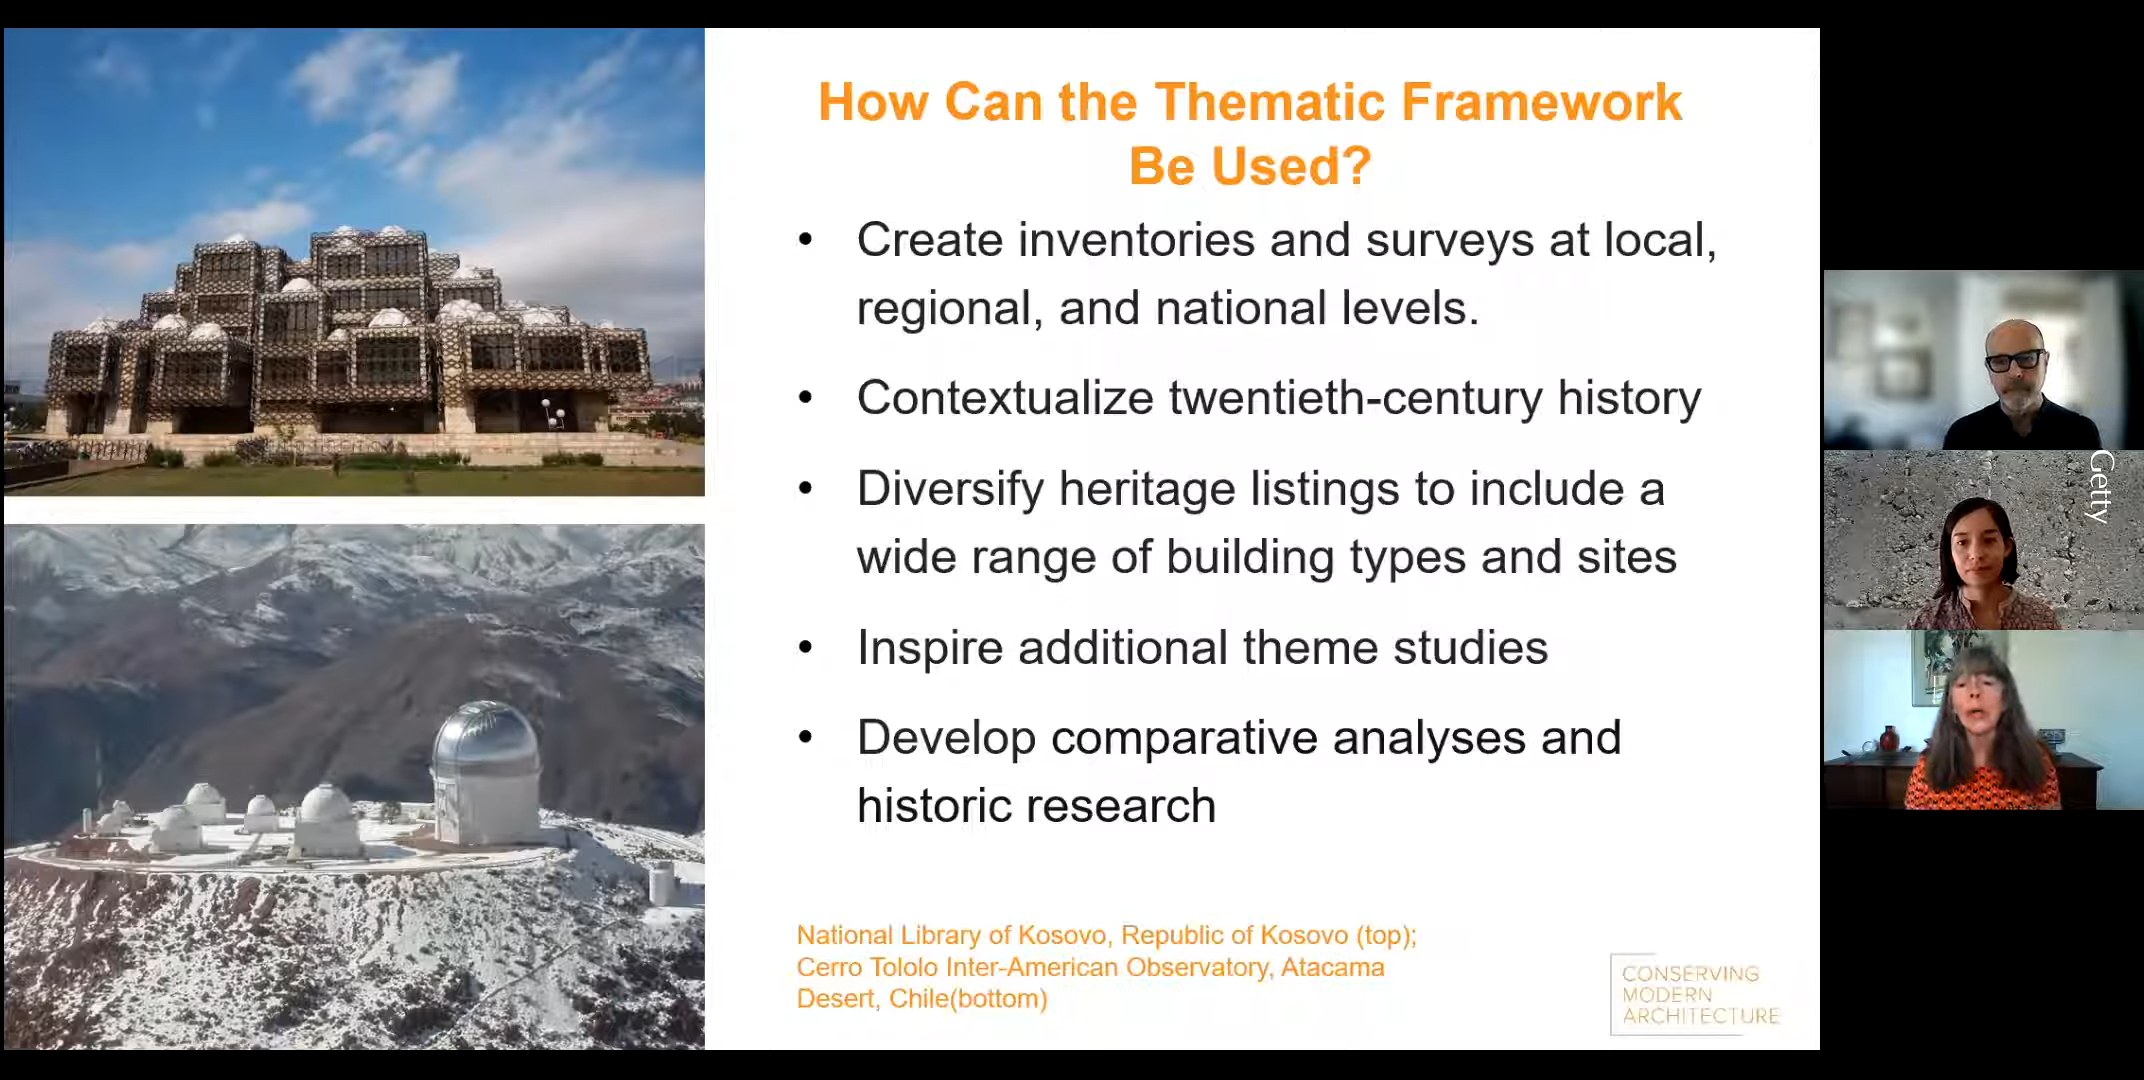 How Can the Thematic Framework
Be Used?
• Create inventories and surveys at local,
regional, and national levels.
• Contextualize twentieth-century history
• Diversify heritage listings to include a
wide range of building types and sites
• Inspire additional theme studies
• Develop comparative analyses and
historic research
National Library of Kosovo, Republic of Kosovo (top);
Cerro Tololo Inter-American Observatory, Atacama
Desert, Chile(bottom)
CONSERVING
MODERN
ARCHITECTURE
Getty